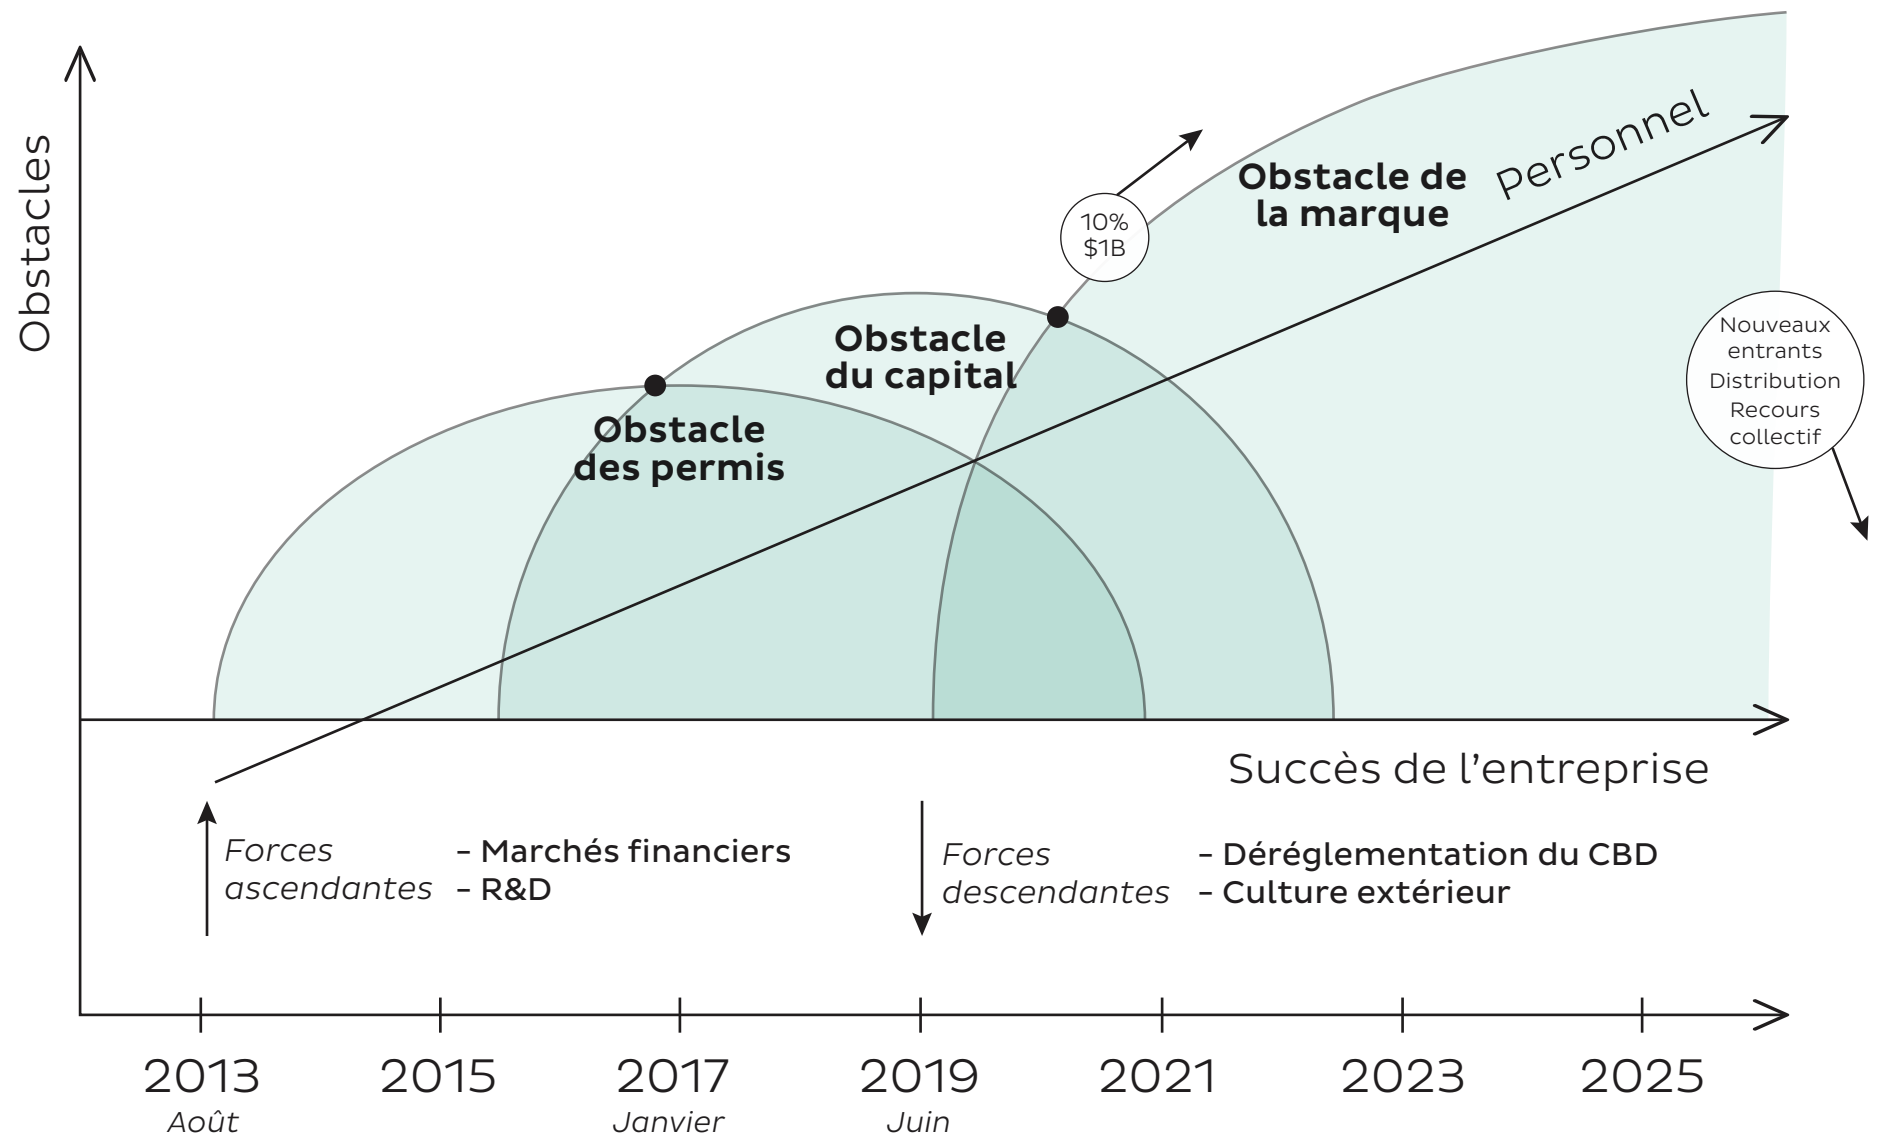 Obstacles
Personnel
Obstacle de
la marque
10%
$1B
Obstacle
du capital
Obstacle
des permis
Nouveaux
entrants
Distribution
Recours
collectif
Succès de l’entreprise
Forces
ascendantes
- Marchés financiers
- R&D
Forces
descendantes
- Déréglementation du CBD
- Culture extérieur
2013
Août
2015
2017
Janvier
2019
Juin
2021
2023
2025